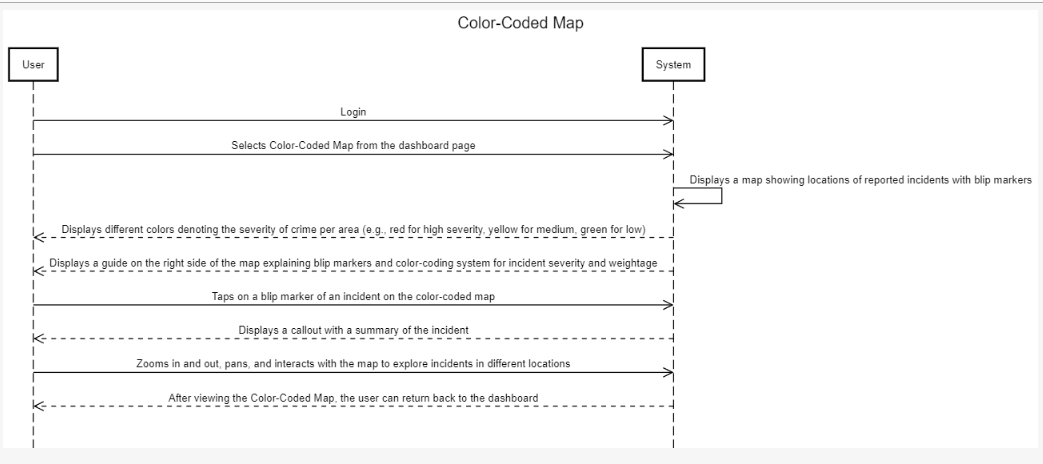 Color-Coded Map
User
System
Login
Selects Color-Coded Map from the dashboard page
Displays a map showing locations of reported incidents with blip markers
Displays different colors denoting the severity of crime per area (e.g., red for high severity, yellow for medium, green for low)
Displays a guide on the right side of the map explaining blip markers and color-coding system for incident severity and weightage
Taps on a blip marker of an incident on the color-coded map
Displays a callout with a summary of the incident
Zooms in and out, pans, and interacts with the map to explore incidents in different locations
After viewing the Color-Coded Map, the user can return back to the dashboard